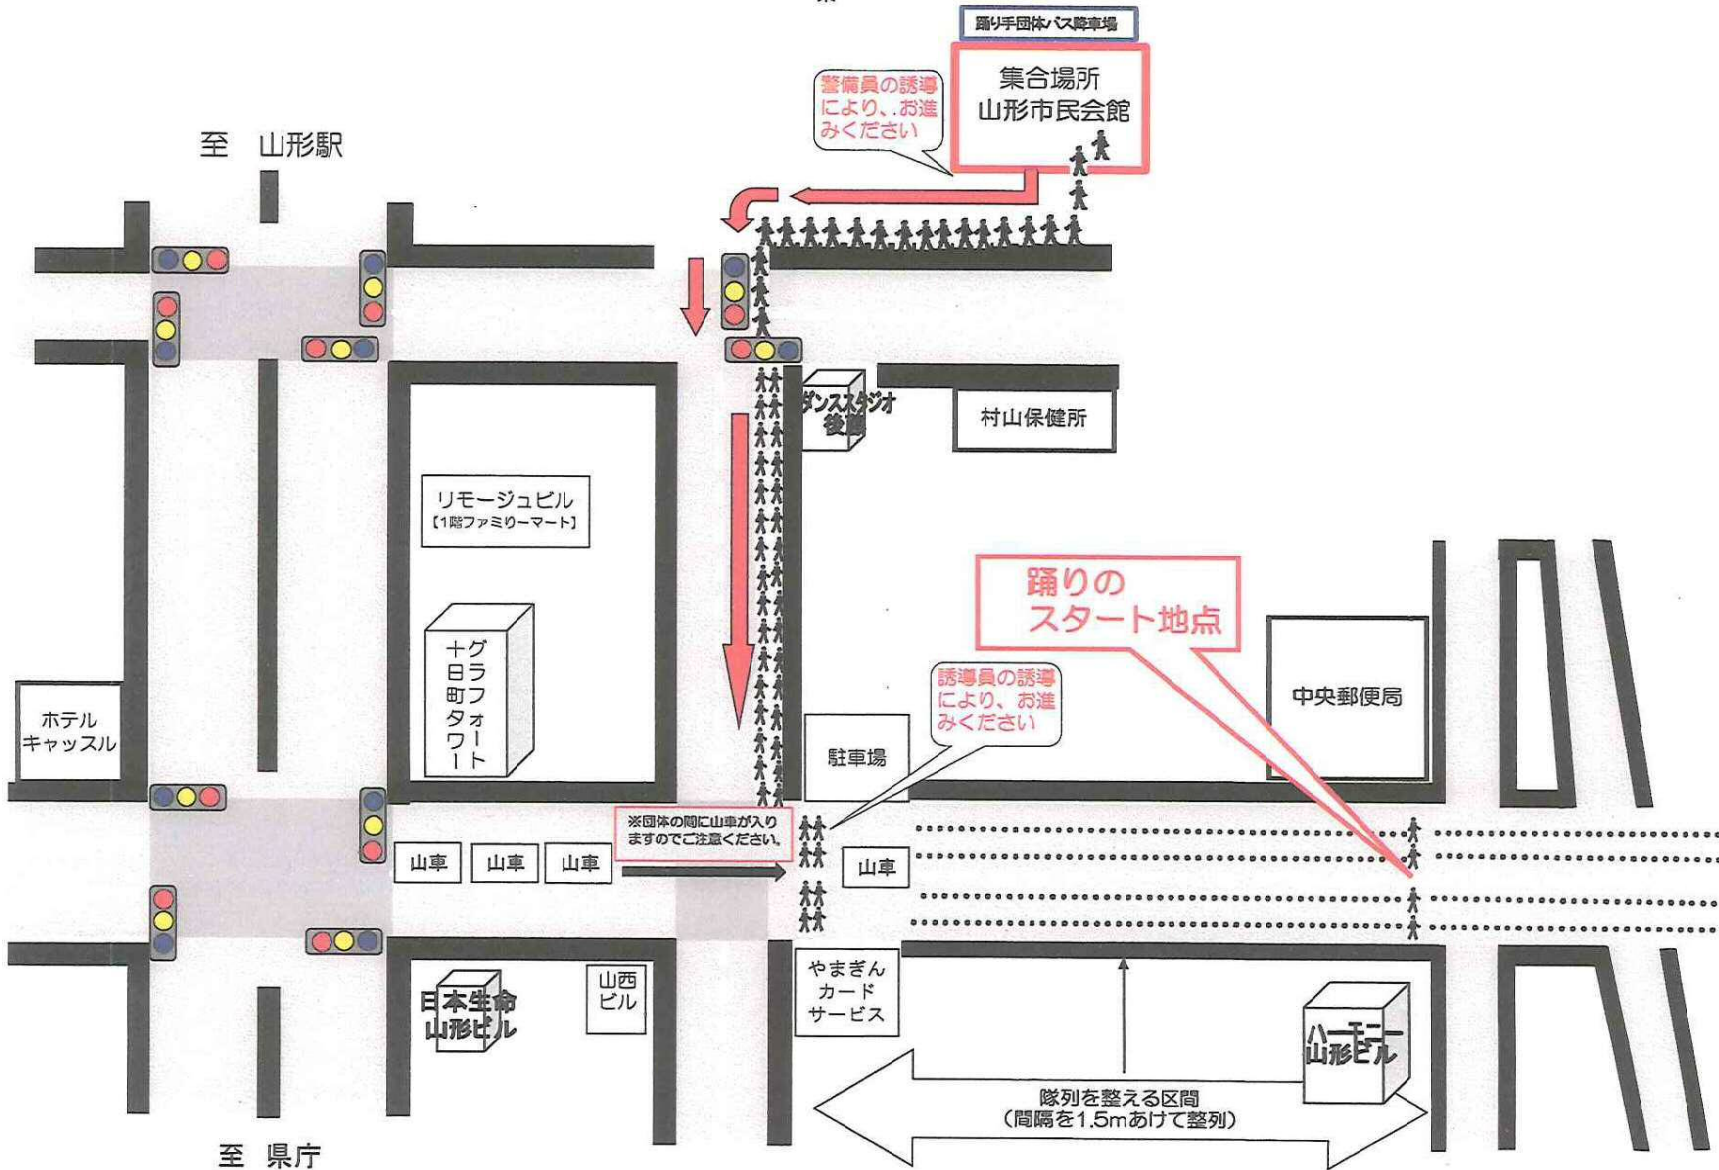 踊り手団体バス降車場
集合場所
山形市民会館
警備員の誘導
により、.お進
みください
至 山形駅
ダンススタジオ
村山保健所
リモージュビル
【1階ファミリーマート】
踊りの
スタート地点
グラフォート
十日町タワー
誘導員の誘導
により、お進
みください
中央郵便局
ホテル
キャッスル
駐車場
※団体の間に山車が入り
ますのでご注意ください。
山車
山車
山車
山車
日本生命
山形ビル
山西
ビル
やまぎん
カード
サービス
ハーモニー
山形ビル
隊列を整える区間
(間隔を1.5mあけて整列)
至 県庁